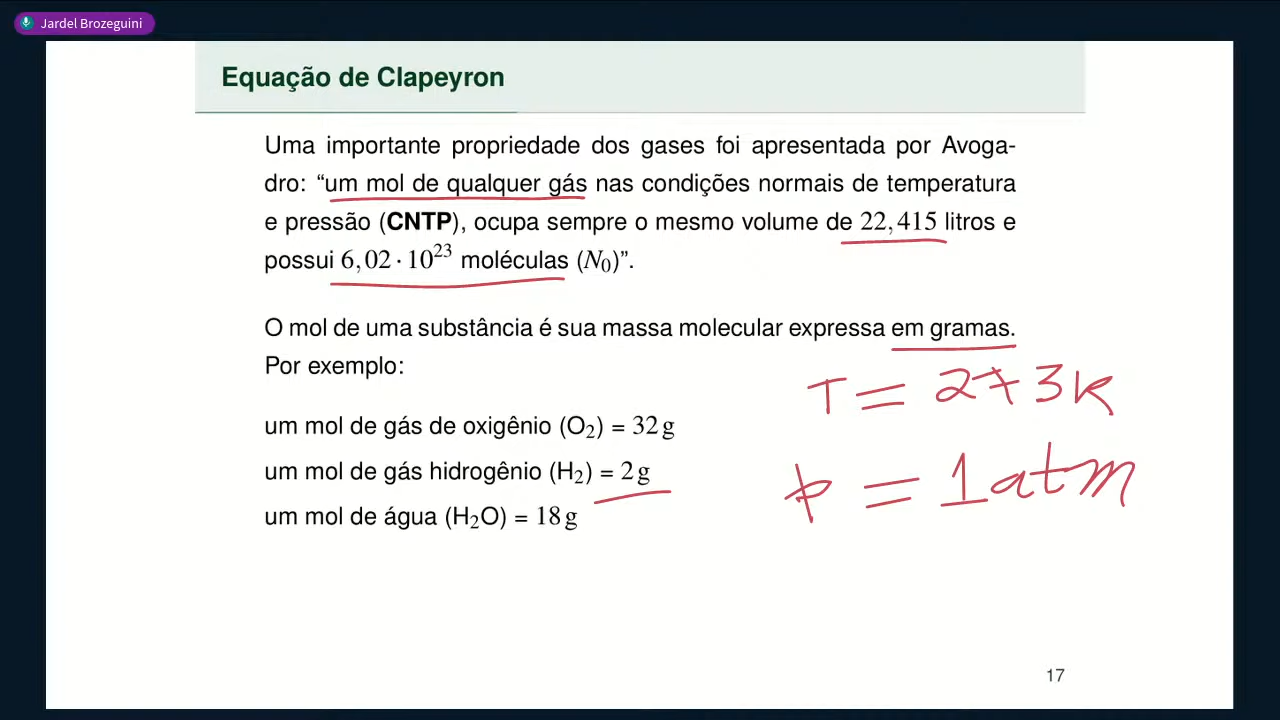 Jardel Brozeguini
Equação de Clapeyron
Uma importante propriedade dos gases foi apresentada por Avoga-
dro: “um mol de qualquer gás nas condições normais de temperatura
e pressão (CNTP), ocupa sempre o mesmo volume de 22,415 litros e
possui 6,02 · 10²³ moléculas (N₀)”.
O mol de uma substância é sua massa molecular expressa em gramas.
Por exemplo:
T = 273K
um mol de gás de oxigênio (O₂) = 32 g
um mol de gás hidrogênio (H₂) = 2 g
p = 1 atm
um mol de água (H₂O) = 18 g
17